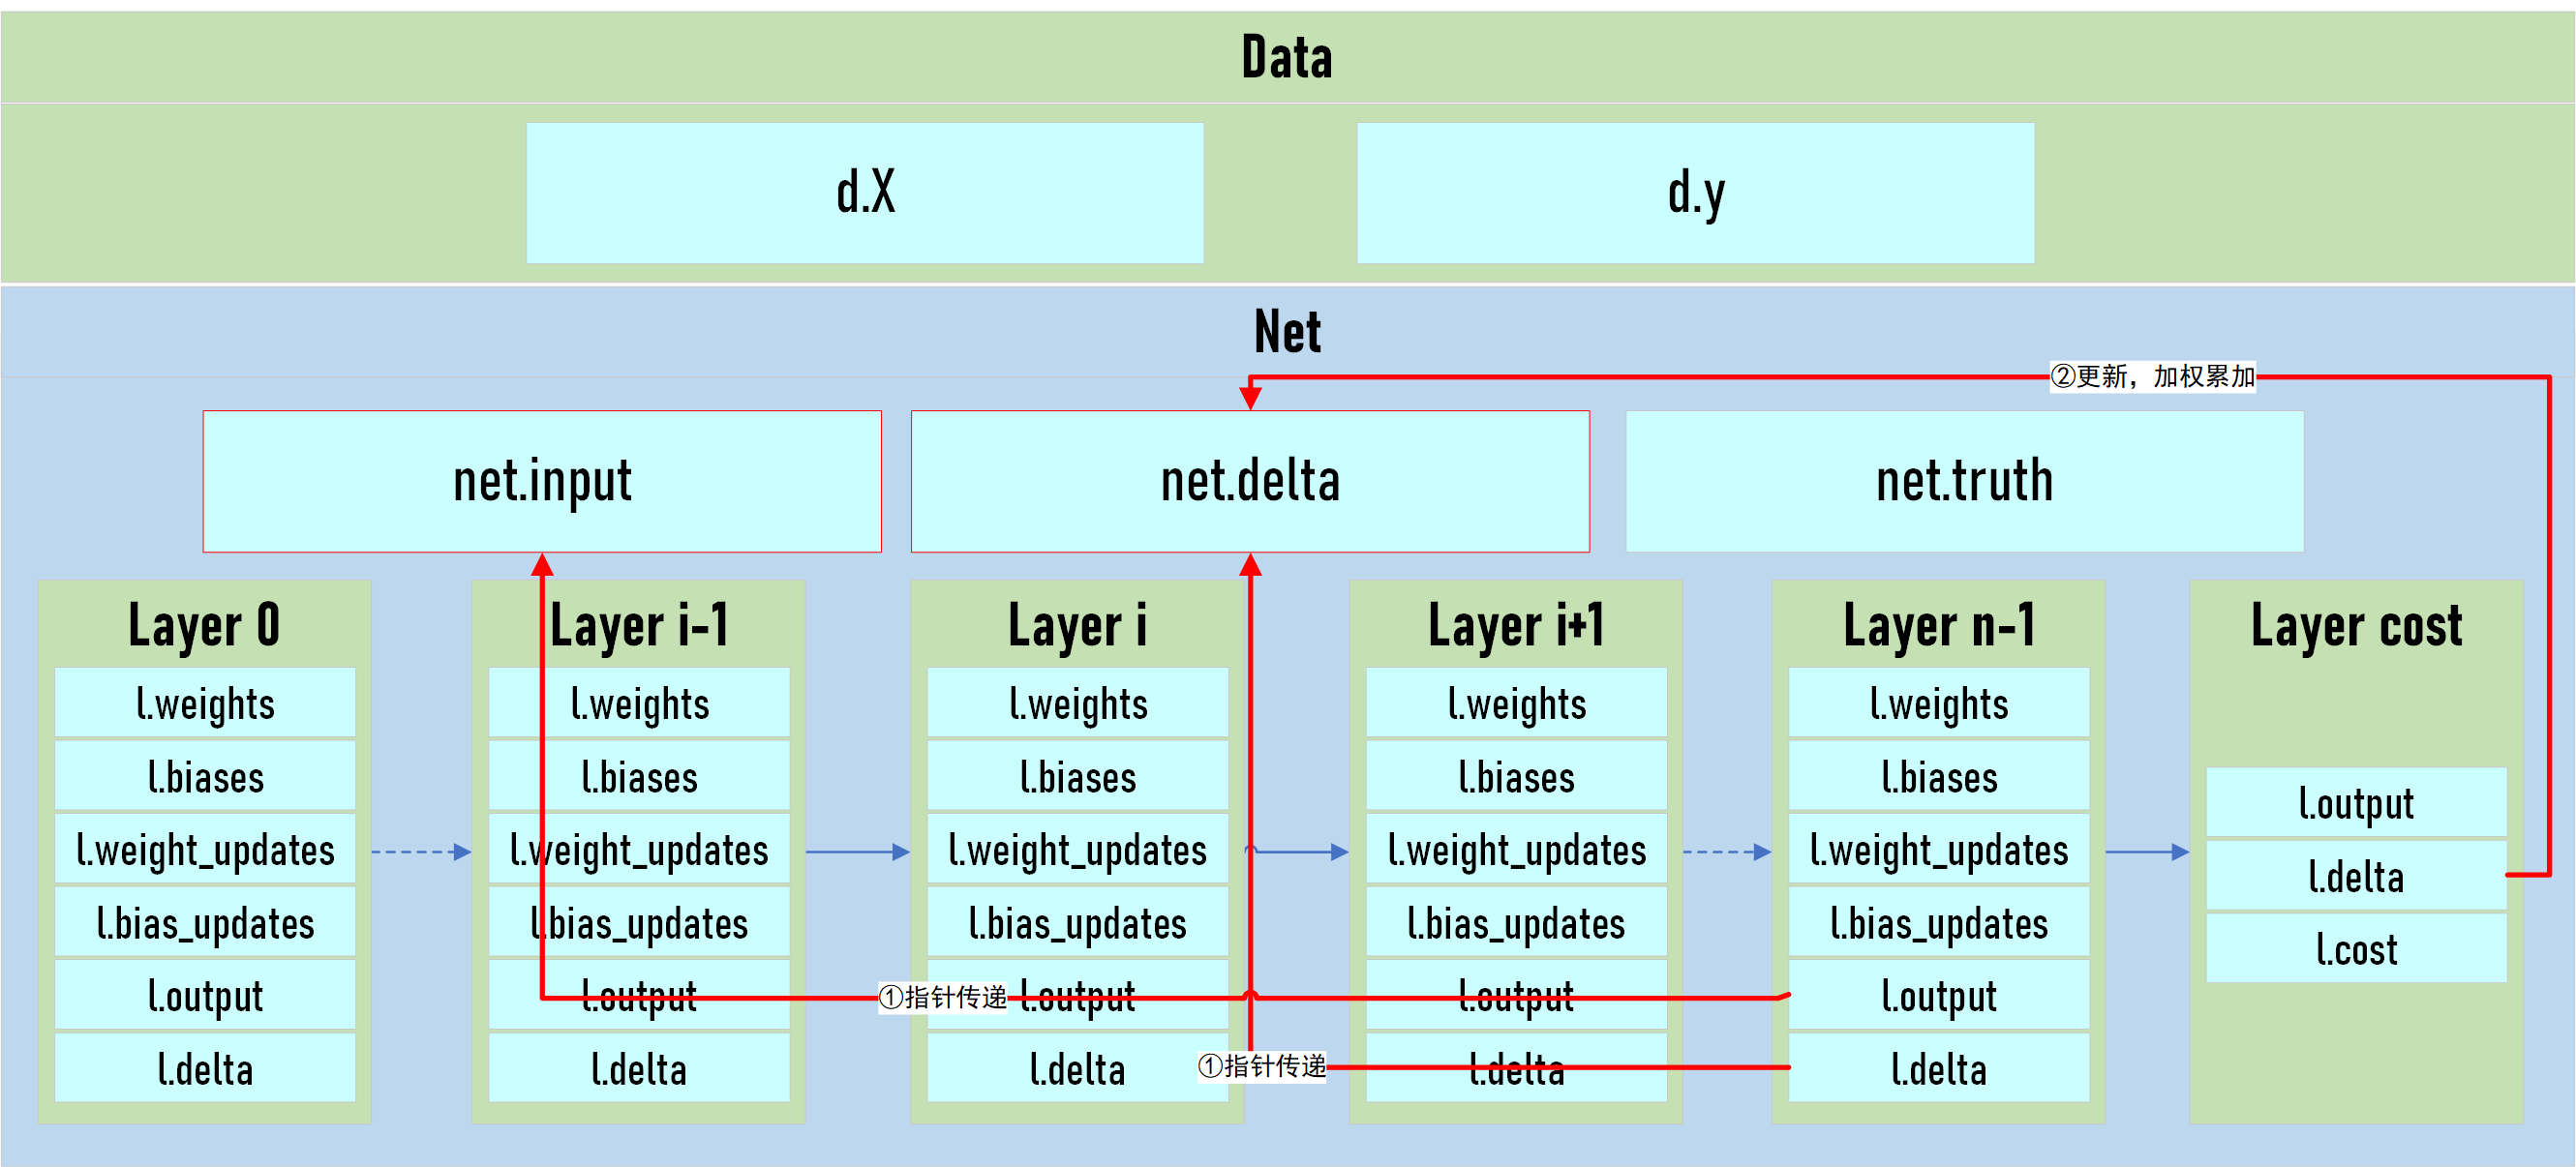 Data
d.X
d.y
Net
②更新，加权累加
net.input
net.delta
net.truth
Layer 0
l.weights
l.biases
l.weight_updates
l.bias_updates
l.output
l.delta
Layer i-1
l.weights
l.biases
l.weight_updates
l.bias_updates
l.output
l.delta
Layer i
l.weights
l.biases
l.weight_updates
l.bias_updates
l.output
l.delta
Layer i+1
l.weights
l.biases
l.weight_updates
l.bias_updates
l.output
l.delta
Layer n-1
l.weights
l.biases
l.weight_updates
l.bias_updates
l.output
l.delta
Layer cost
l.output
l.delta
l.cost
①指针传递
①指针传递